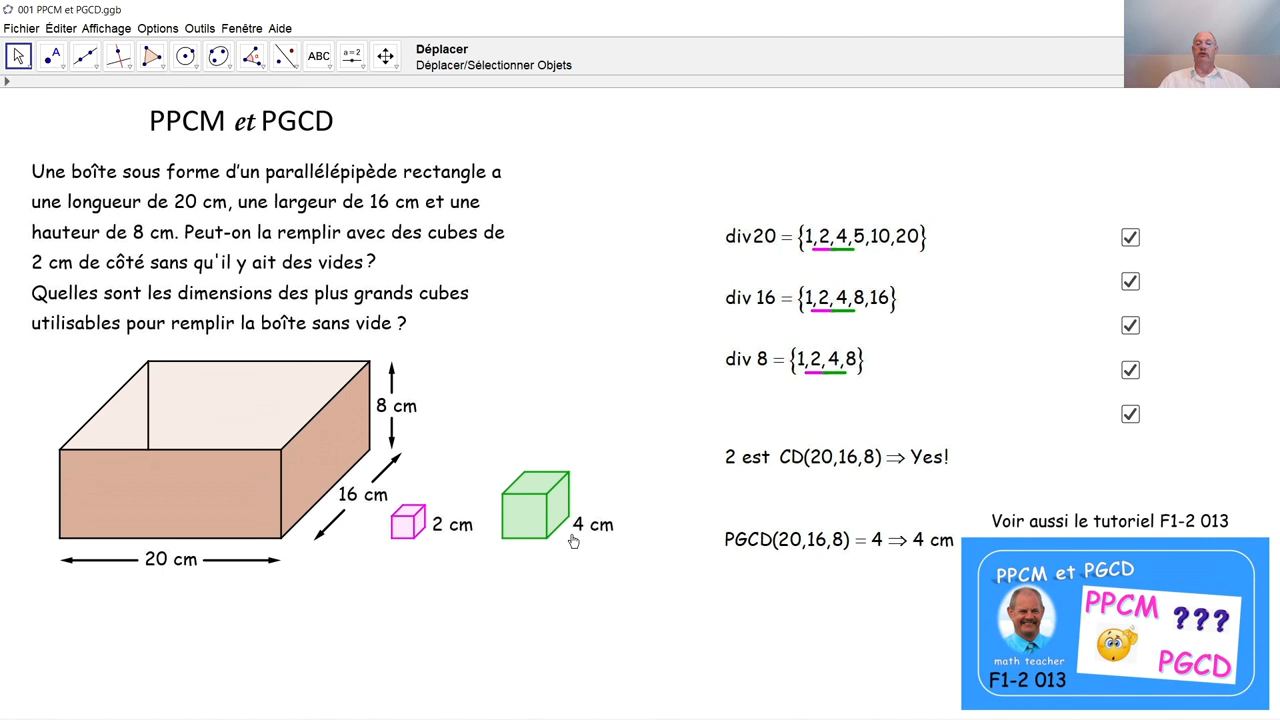 001 PPCM et PGCD.ggb
Fichier Éditer Affichage Options Outils Fenêtre Aide
A
ABC
a=2
Déplacer
Déplacer/Sélectionner Objets
PPCM et PGCD
Une boîte sous forme d'un parallélépipède rectangle a
une longueur de 20 cm, une largeur de 16 cm et une
hauteur de 8 cm. Peut-on la remplir avec des cubes de
2 cm de côté sans qu'il y ait des vides?
Quelles sont les dimensions des plus grands cubes
utilisables pour remplir la boîte sans vide ?
8 cm
16 cm
20 cm
2 cm
4 cm
div20 = {1,2,4,5,10,20}
div 16 = {1,2,4,8,16}
div 8 = {1,2,4,8}
2 est CD(20,16,8) ⇒ Yes!
PGCD(20,16,8) = 4 ⇒ 4 cm
Voir aussi le tutoriel F1-2 013
PPCM et PGCD
PPCM
???
PGCD
math teacher
F1-2 013